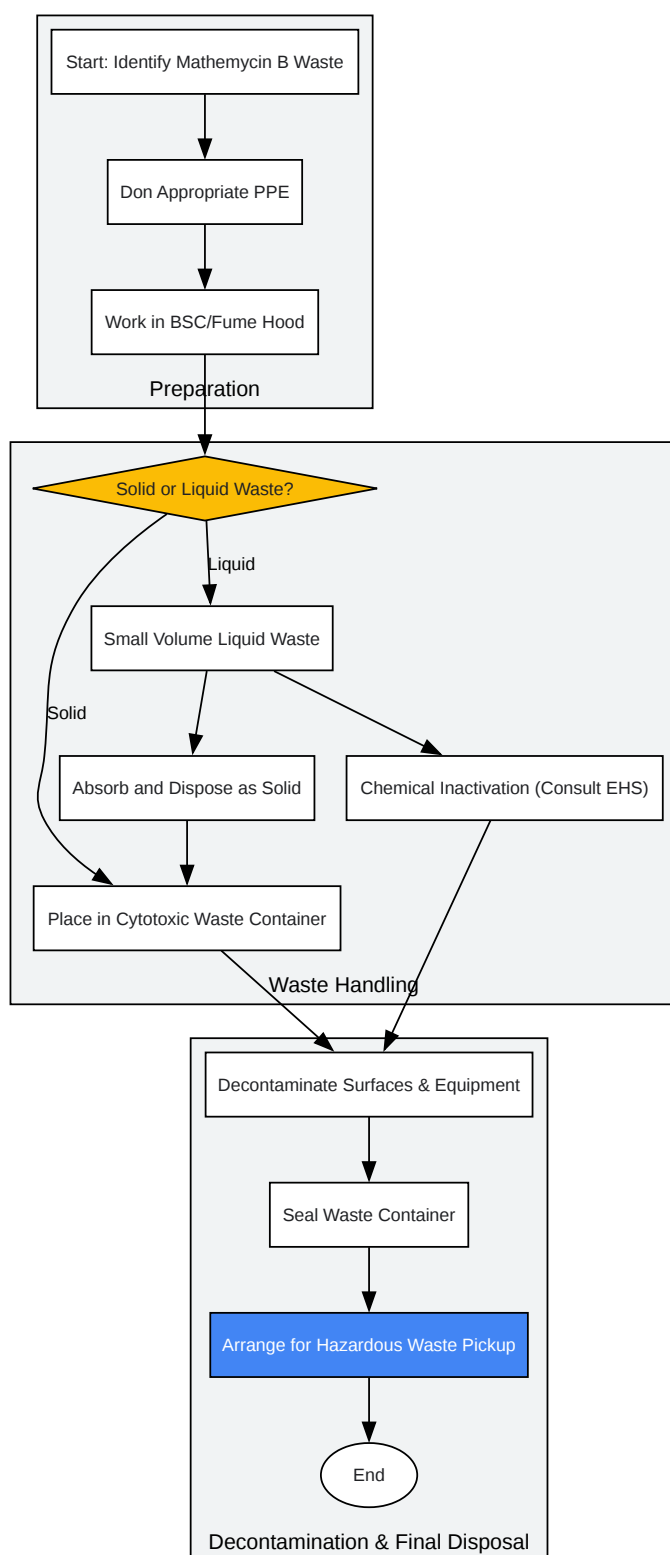 Start: Identify Mathemycin B Waste
Don Appropriate PPE
Work in BSC/Fume Hood
Preparation
Solid or Liquid Waste?
Liquid
Small Volume Liquid Waste
Solid
Absorb and Dispose as Solid
Chemical Inactivation (Consult EHS)
Place in Cytotoxic Waste Container
Waste Handling
Decontaminate Surfaces & Equipment
Seal Waste Container
Arrange for Hazardous Waste Pickup
End
Decontamination & Final Disposal